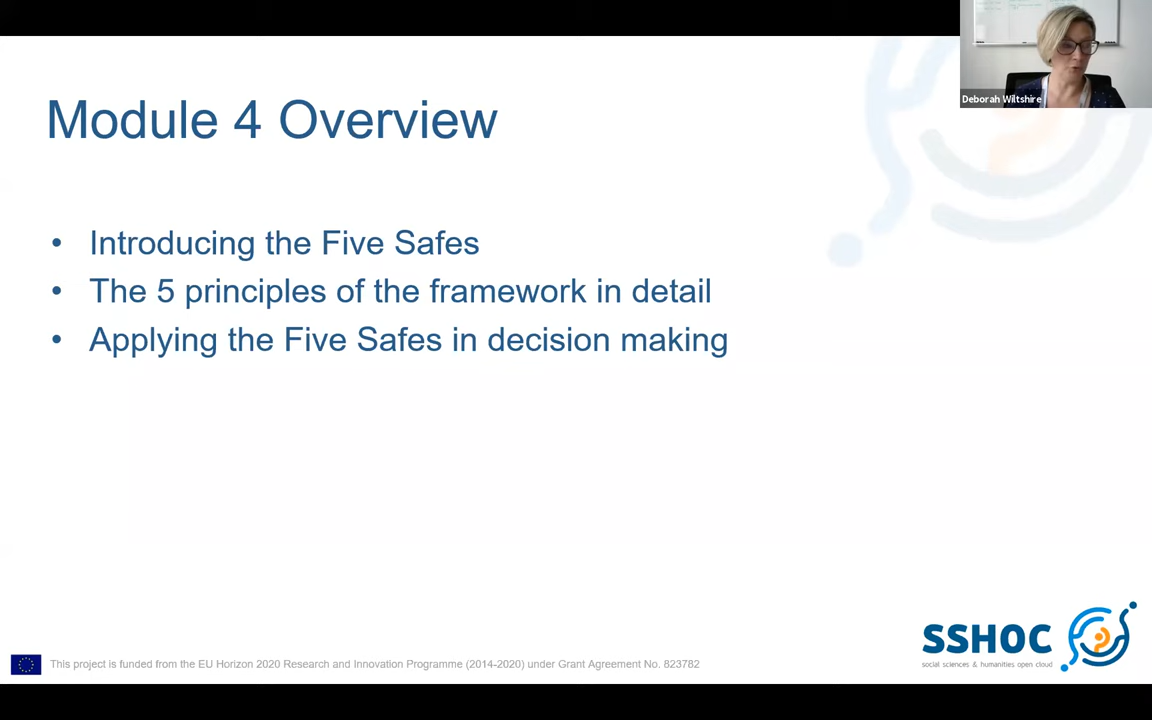 Deborah Wiltshire
Module 4 Overview
• Introducing the Five Safes
• The 5 principles of the framework in detail
• Applying the Five Safes in decision making
SSHOC
social sciences & humanities open cloud
This project is funded from the EU Horizon 2020 Research and Innovation Programme (2014-2020) under Grant Agreement No. 823782